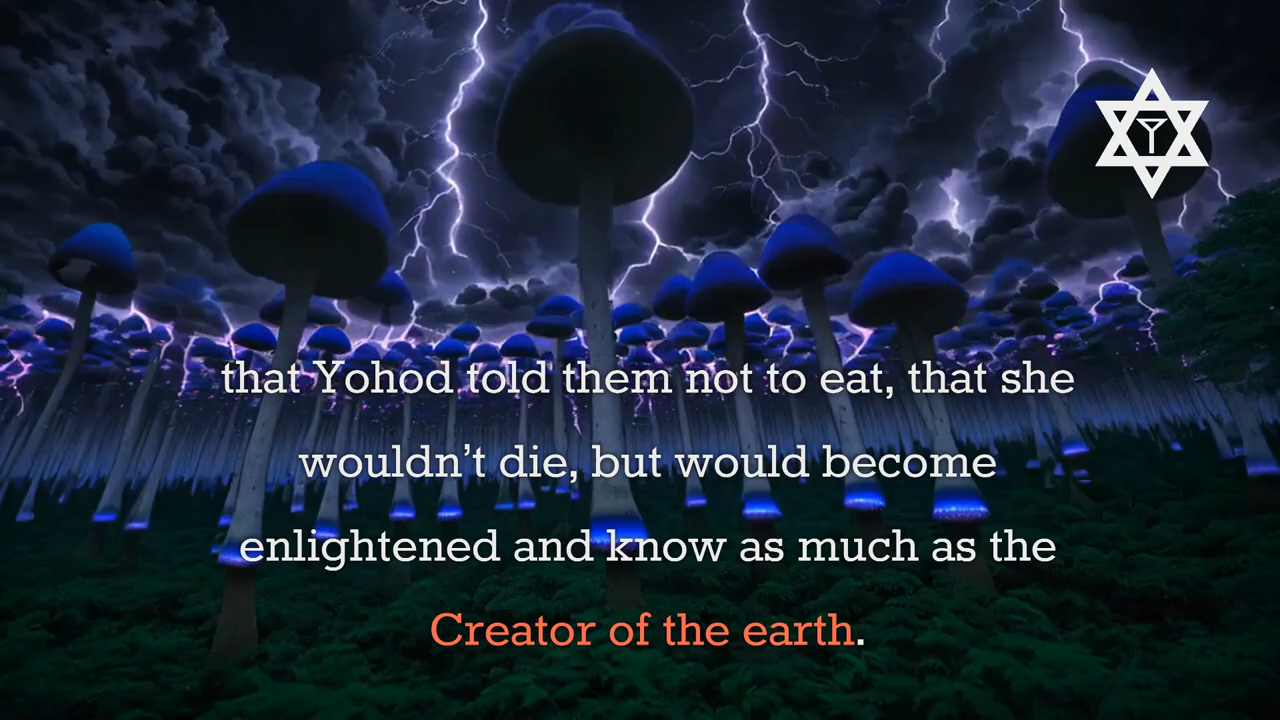 that Yohod told them not to eat, that she
wouldn’t die, but would become
enlightened and know as much as the
Creator of the earth.